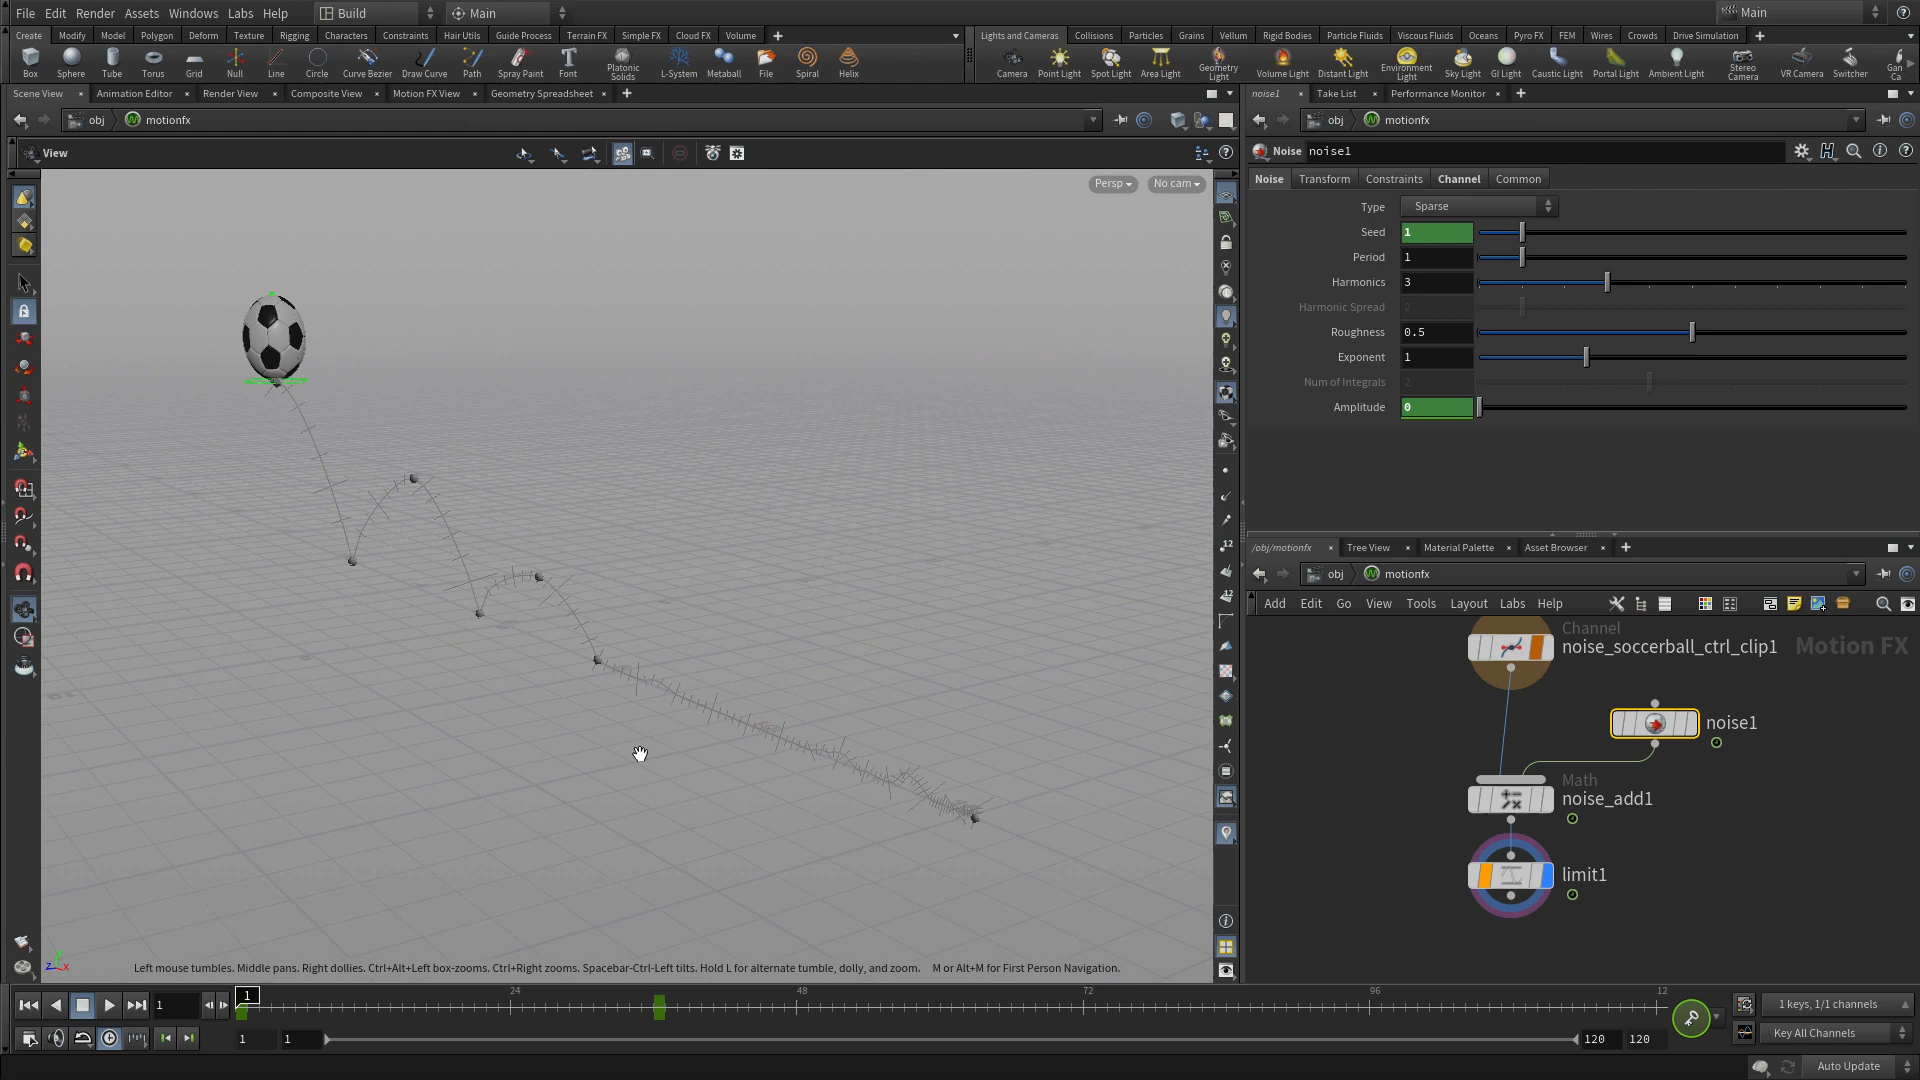 File Edit Render Assets Windows Labs Help Build Main Main
Create Modify Model Polygon Deform Texture Rigging Characters Constraints Hair Utils Guide Process Terrain FX Simple FX Cloud FX Volume
Lights and Cameras Collisions Particles Grains Vellum Rigid Bodies Particle Fluids Viscous Fluids Oceans Pyro FX FEM Wires Crowds Drive Simulation
Box Sphere Tube Torus Grid Null Line Circle Curve Bezier Draw Curve Path Spray Paint Font Platonic Solids L-System Metaball File Spiral Helix
Camera Point Light Spot Light Area Light Geometry Light Volume Light Distant Light Environment Light Sky Light GI Light Caustic Light Portal Light Ambient Light Stereo Camera VR Camera Switcher Gan Ca
Scene View Animation Editor Render View Composite View Motion FX View Geometry Spreadsheet
noise1 Take List Performance Monitor
obj motionfx
obj motionfx
View
Noise noise1
Persp No cam
Noise Transform Constraints Channel Common
Type Sparse
Seed 1
Period 1
Harmonics 3
Harmonic Spread 2
Roughness 0.5
Exponent 1
Num of Integrals 2
Amplitude 0
/obj/motionfx Tree View Material Palette Asset Browser
obj motionfx
Add Edit Go View Tools Layout Labs Help
Channel
noise_soccerball_ctrl_clip1
Motion FX
noise1
Math
noise_add1
limit1
12
12
Left mouse tumbles. Middle pans. Right dollies. Ctrl+Alt+Left box-zooms. Ctrl+Right zooms. Spacebar-Ctrl-Left tilts. Hold L for alternate tumble, dolly, and zoom. M or Alt+M for First Person Navigation.
y z x
1 1 24 48 72 96 12
1 keys, 1/1 channels
1 1 120 120
Key All Channels
Auto Update